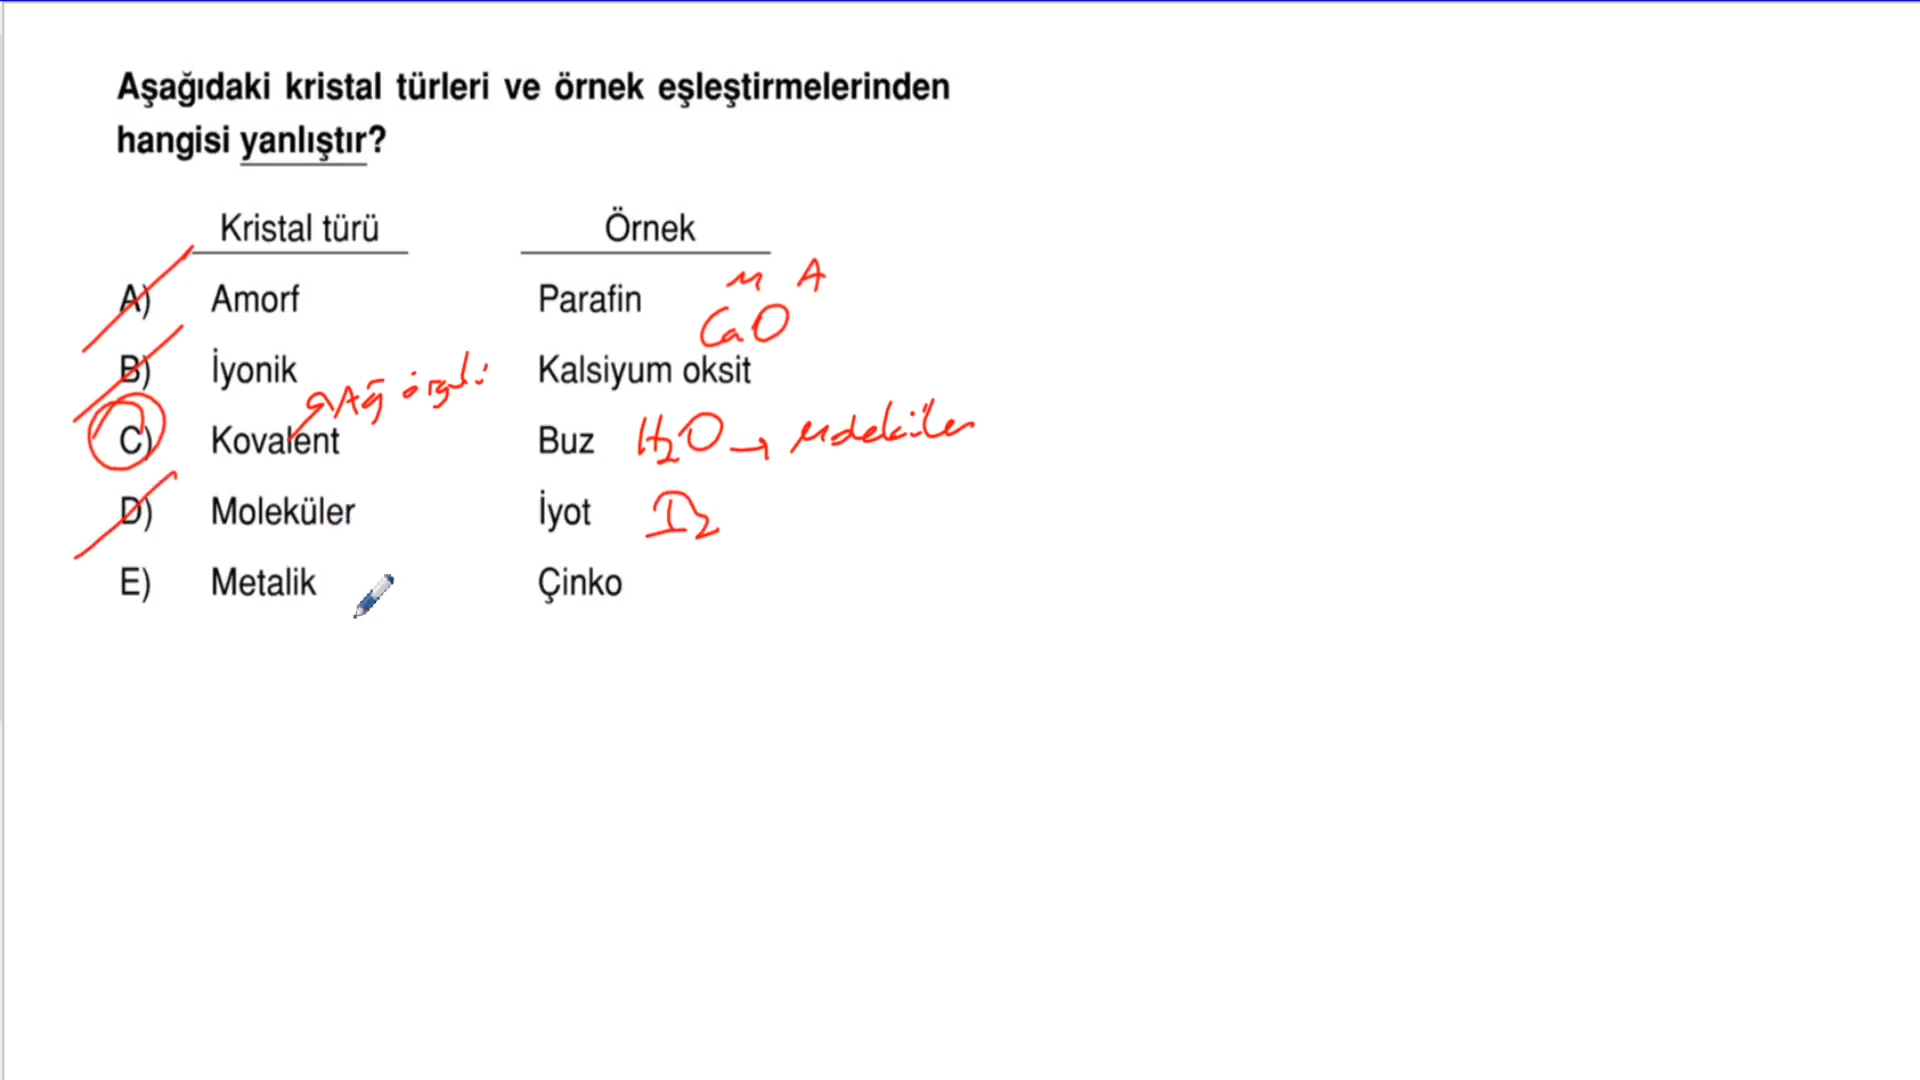 Aşağıdaki kristal türleri ve örnek eşleştirmelerinden
hangisi yanlıştır?
Kristal türü Örnek
A) Amorf Parafin
M A
CaO
B) İyonik Kalsiyum oksit
Ağ örgülü
C) Kovalent Buz H₂O → Moleküler
D) Moleküler İyot I₂
E) Metalik Çinko